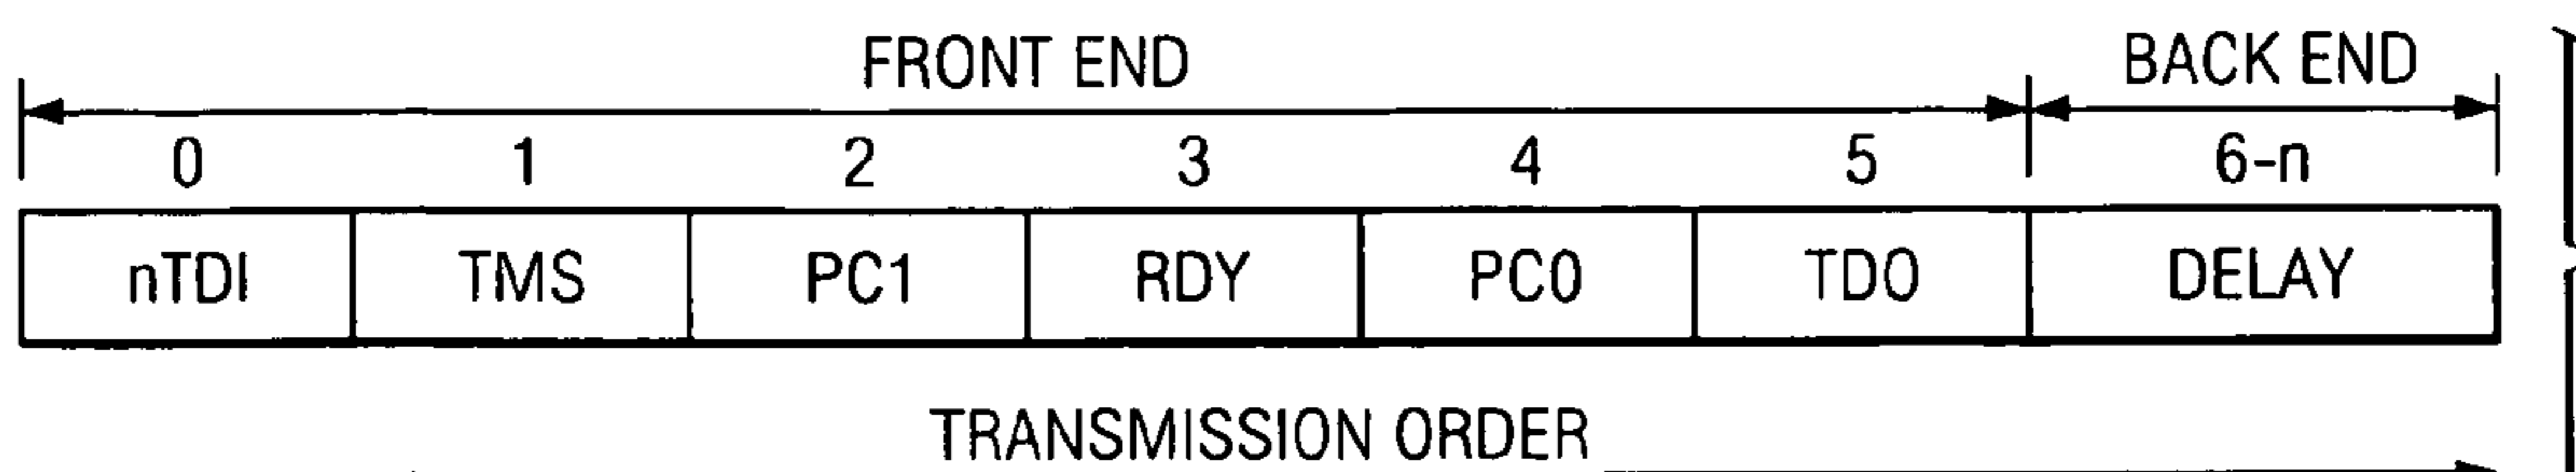 FRONT END BACK END
0 1 2 3 4 5 6-n
nTDI TMS PC1 RDY PC0 TDO DELAY
TRANSMISSION ORDER